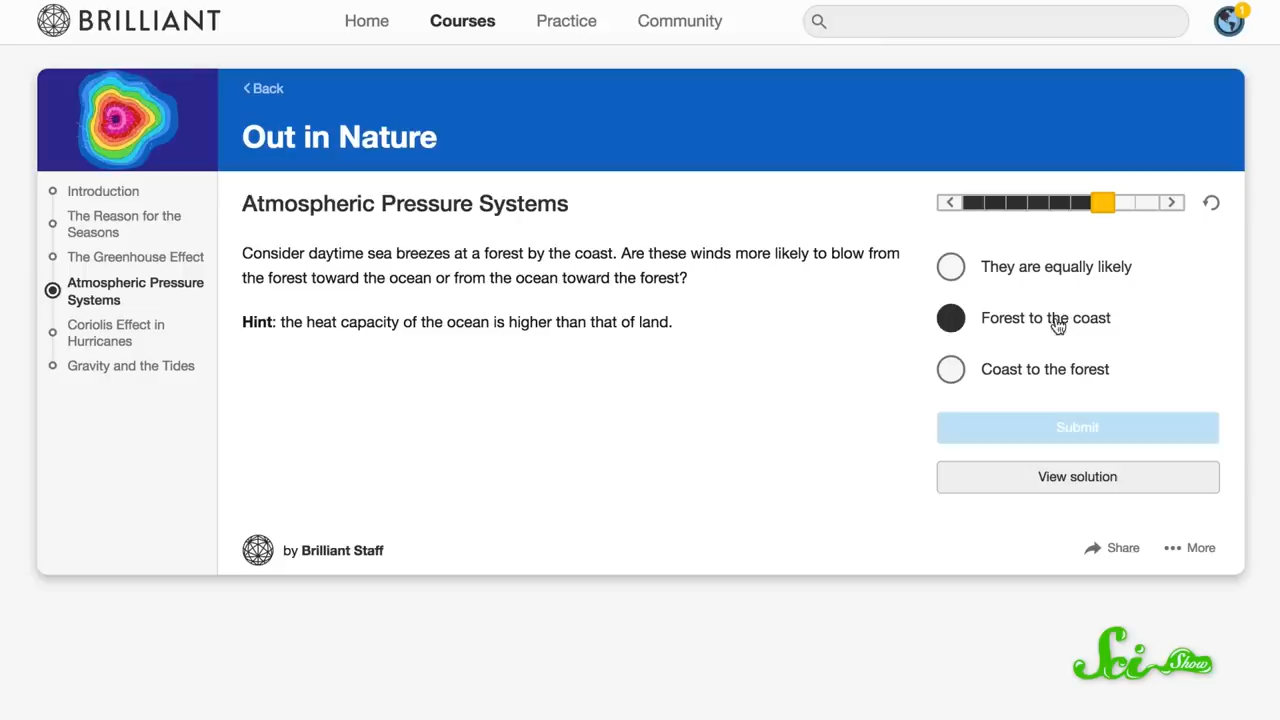 BRILLIANT
Home Courses Practice Community
1
Back
Out in Nature
Introduction
The Reason for the
Seasons
The Greenhouse Effect
Atmospheric Pressure
Systems
Coriolis Effect in
Hurricanes
Gravity and the Tides
Atmospheric Pressure Systems
Consider daytime sea breezes at a forest by the coast. Are these winds more likely to blow from
the forest toward the ocean or from the ocean toward the forest?
Hint: the heat capacity of the ocean is higher than that of land.
They are equally likely
Forest to the coast
Coast to the forest
Submit
View solution
by Brilliant Staff
Share
More
Sci Show